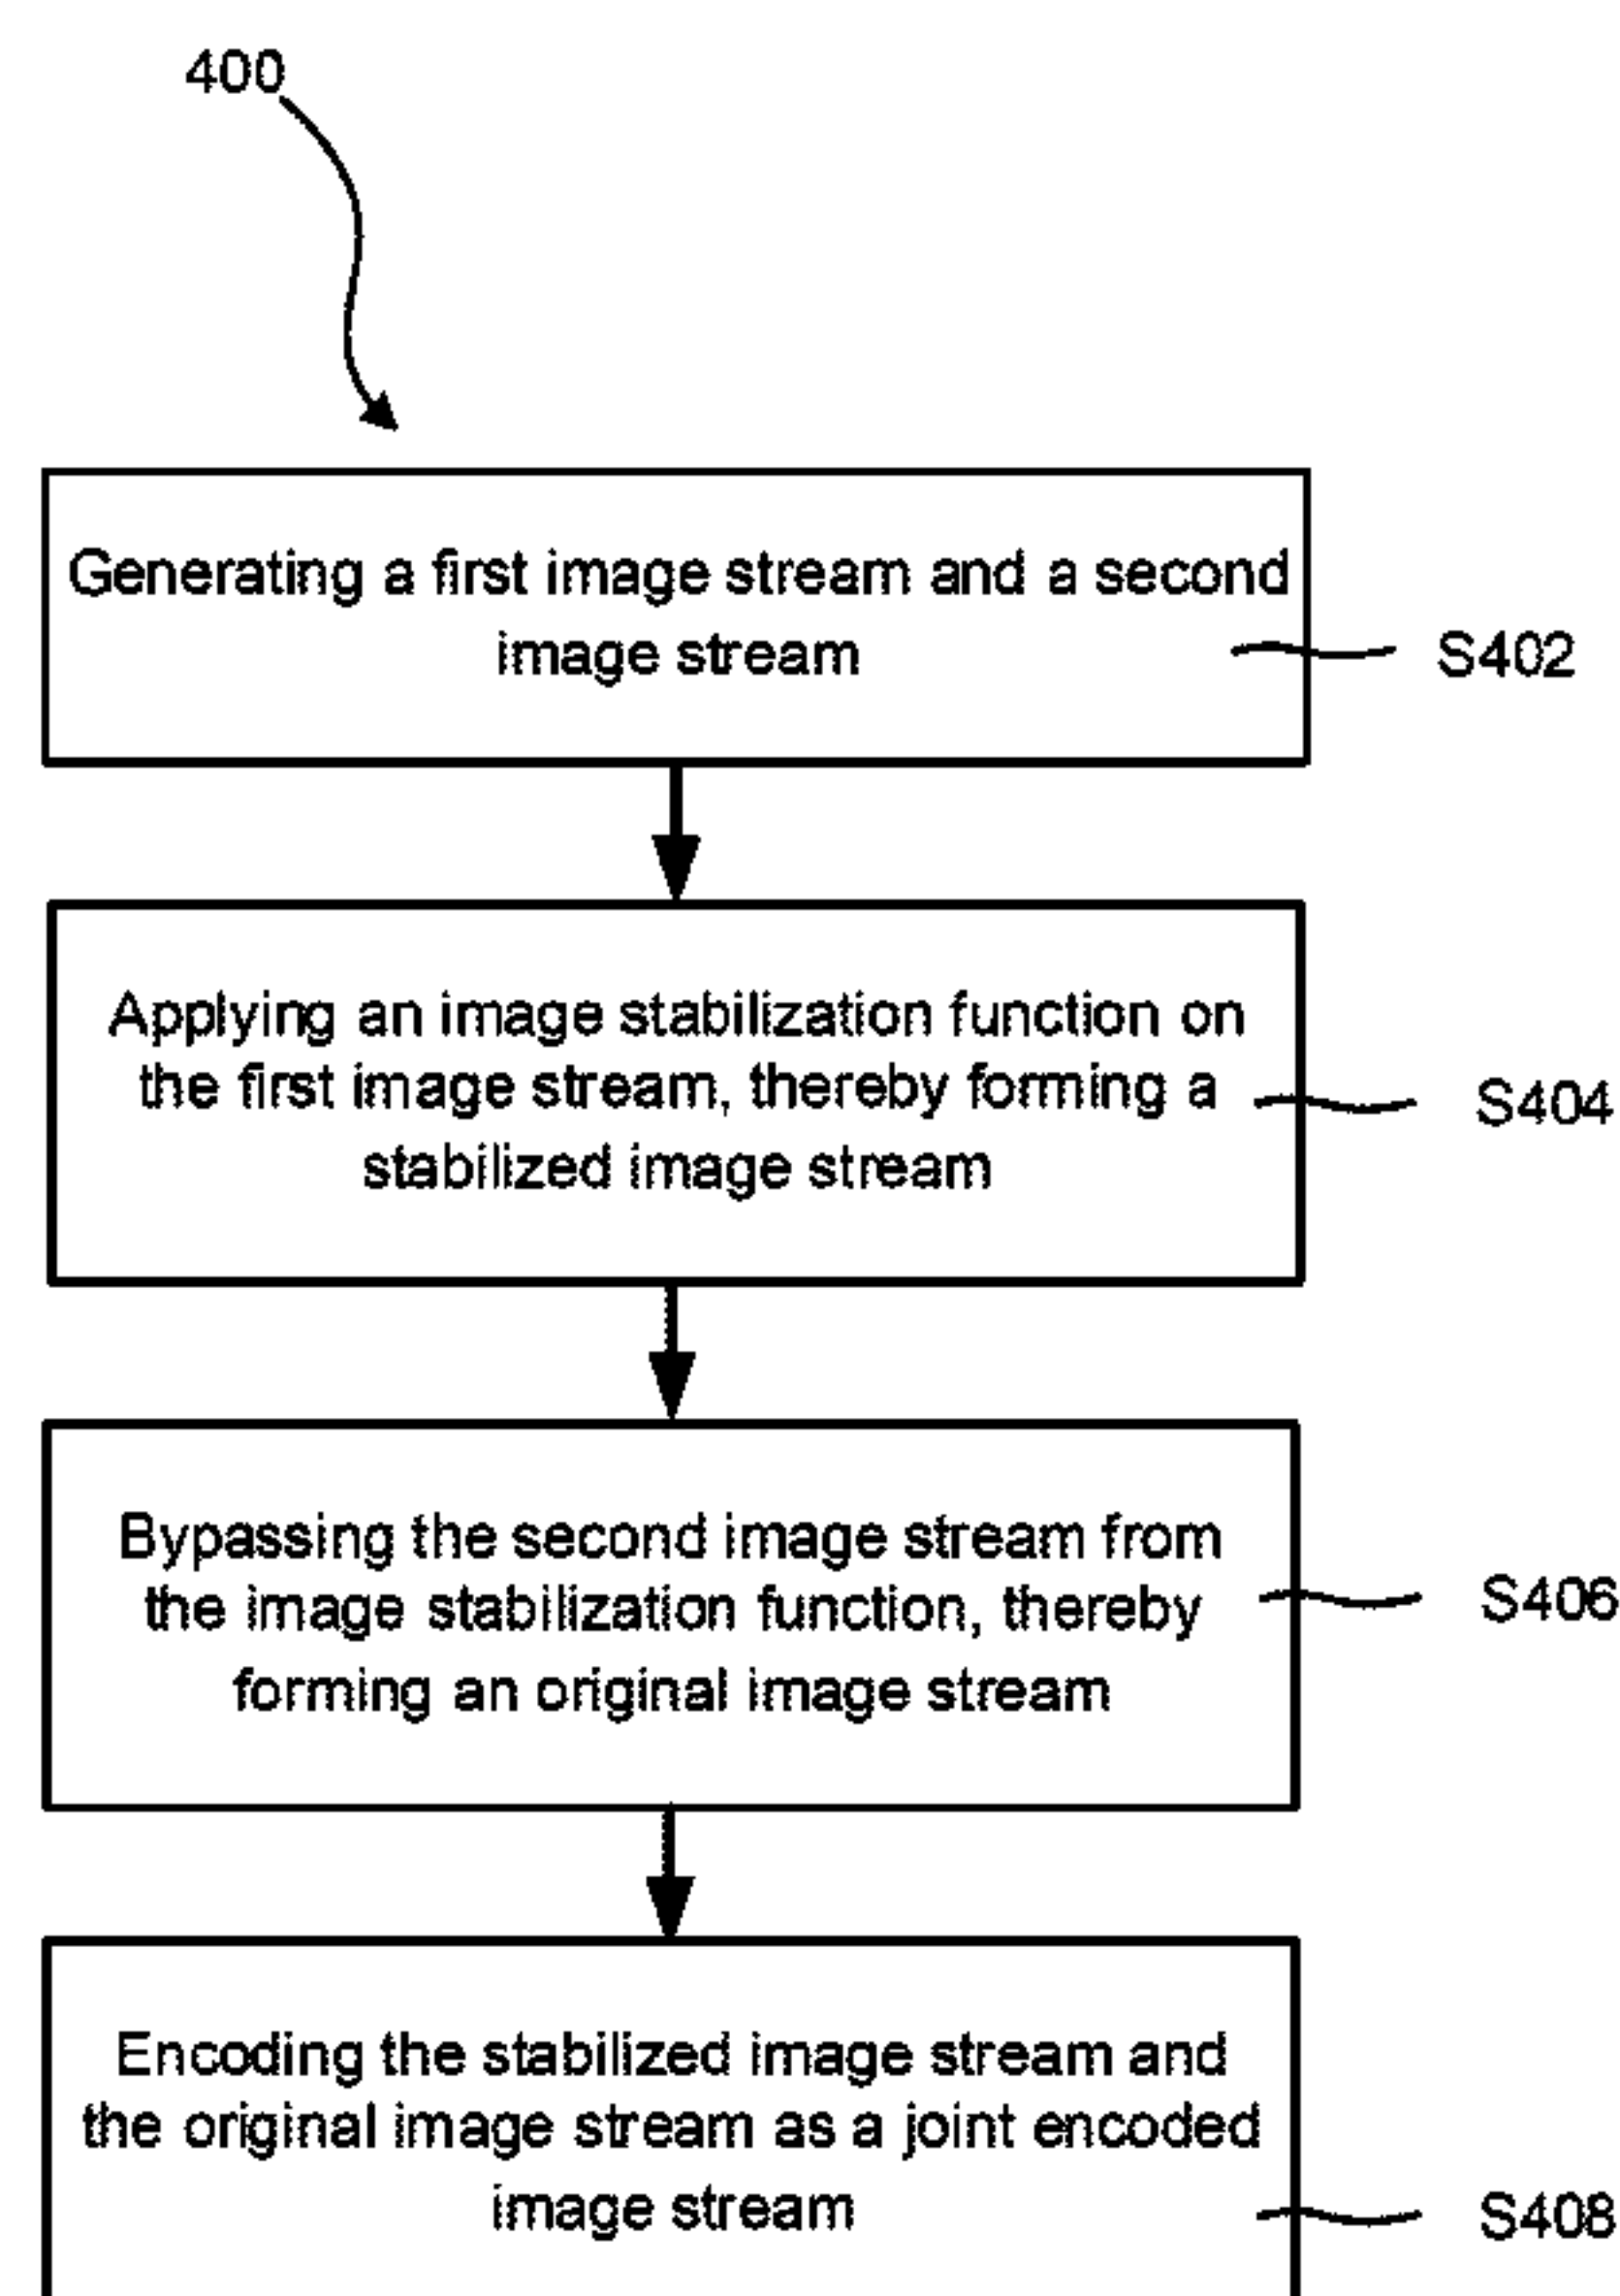 400
Generating a first image stream and a second
image stream
S402
Applying an image stabilization function on
the first image stream, thereby forming a
stabilized image stream
S404
Bypassing the second image stream from
the image stabilization function, thereby
forming an original image stream
S406
Encoding the stabilized image stream and
the original image stream as a joint encoded
image stream
S408